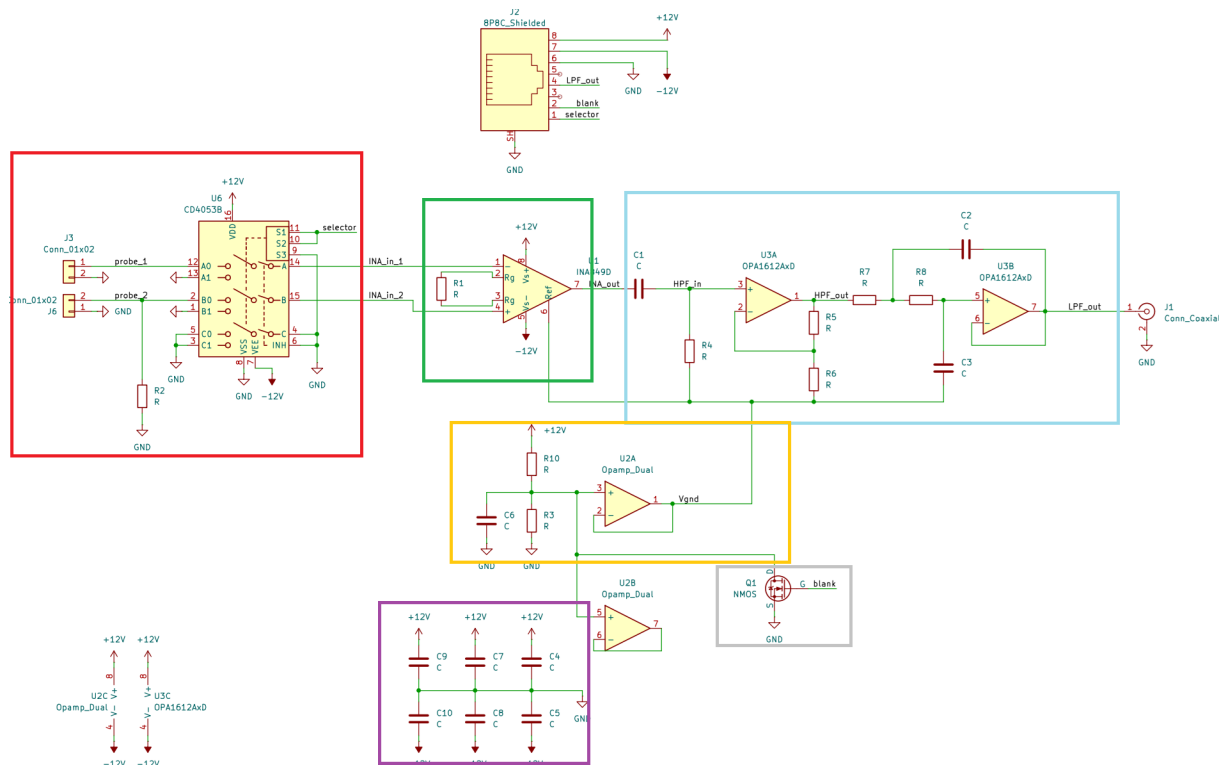 J2
8P8C_Shielded
8
7
6
5
4
3
2
1
LPF_out
blank
selector
+12V
GND
-12V
SH
GND
+12V
U6
CD4053B
16
VDD
J3
Conn_01x02
1
2
probe_1
12
13
A0
A1
S1
S2
S3
11
10
9
selector
A
14
INA_in_1
1
2
probe_2
GND
J6
2
1
B0
B1
B
15
INA_in_2
5
3
C0
C1
C
INH
4
6
VSS
VEE
8
7
GND
GND
-12V
GND
R2
R
GND
+12V
U1
INA849D
1
2
3
4
-
Rg
Rg
+
Vs+
8
Vs-
5
Ref
6
7
INA_out
-12V
R1
R
C1
C
HPF_in
R4
R
U3A
OPA1612AxD
3
2
+
-
1
HPF_out
R5
R
R6
R
R7
R
R8
R
C2
C
C3
C
U3B
OPA1612AxD
5
6
+
-
7
LPF_out
1
2
J1
Conn_Coaxial
GND
+12V
R10
R
C6
C
R3
R
GND
GND
U2A
Opamp_Dual
3
2
+
-
1
Vgnd
U2B
Opamp_Dual
5
6
+
-
7
Q1
NMOS
D
G
S
blank
GND
+12V
+12V
+12V
C9
C
C7
C
C4
C
GND
C10
C
C8
C
C5
C
-12V
-12V
-12V
+12V
+12V
8
8
U2C
Opamp_Dual
V+
V-
V+
V-
U3C
OPA1612AxD
4
4
-12V
-12V